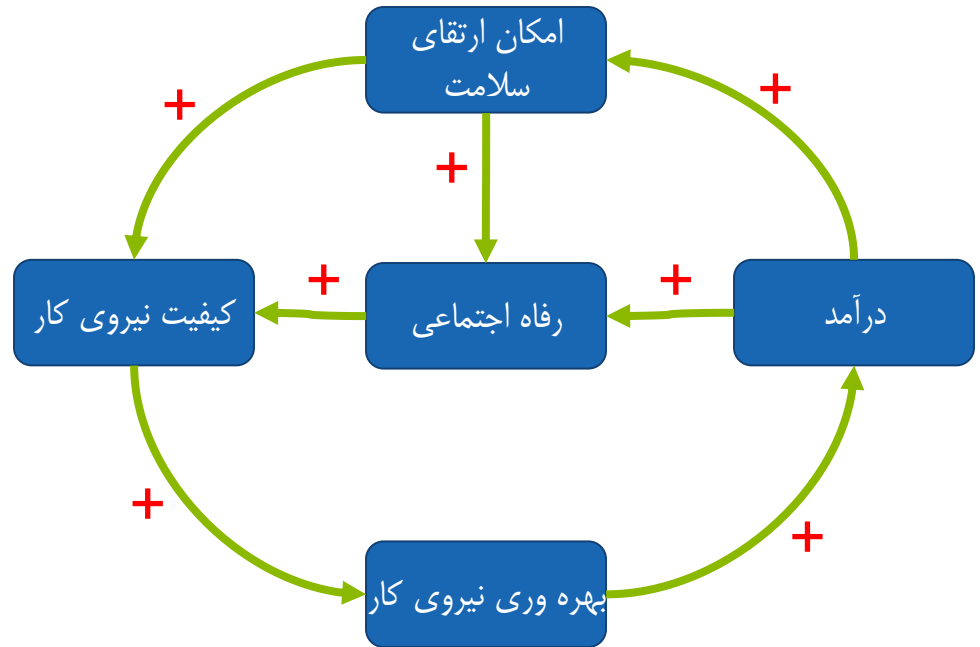 امکان ارتقای
سلامت
+
+
+
درآمد
+
رفاه اجتماعی
+
کیفیت نیروی کار
+
+
بهره وری نیروی کار